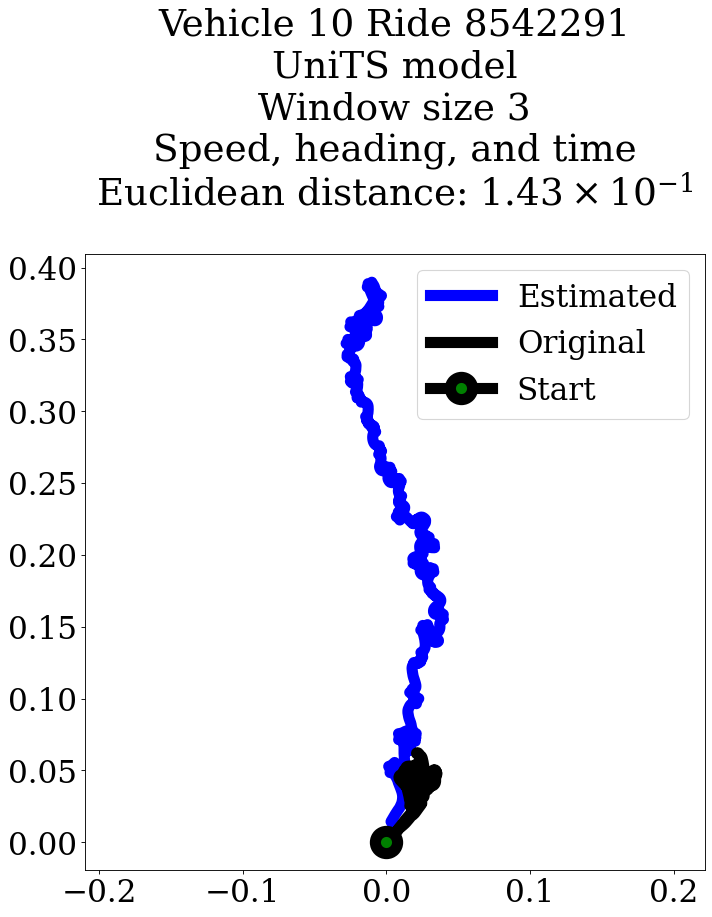 Vehicle 10 Ride 8542291
UniTS model
Window size 3
Speed, heading, and time
Euclidean distance: 1.43 × 10⁻¹
0.40
0.35
0.30
0.25
0.20
0.15
0.10
0.05
0.00
Estimated
Original
Start
−0.2 −0.1 0.0 0.1 0.2